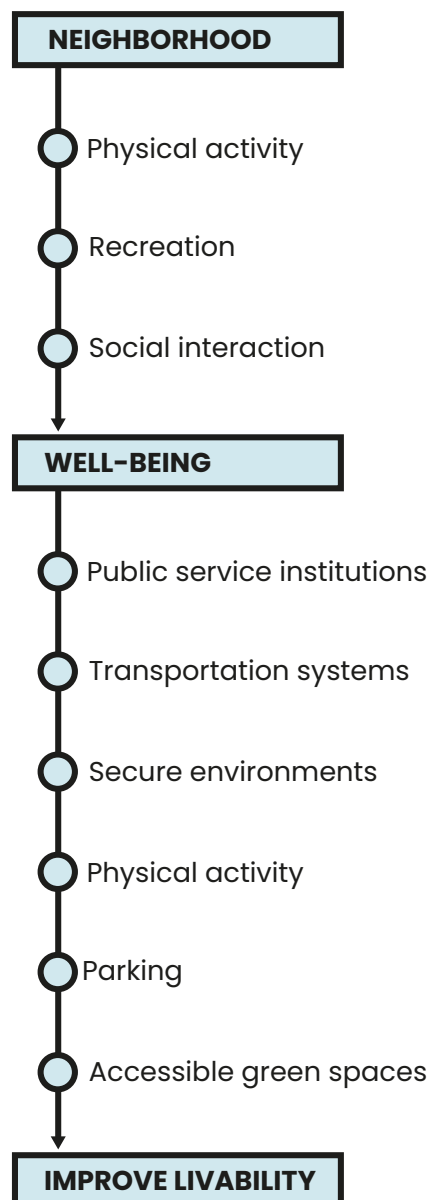 NEIGHBORHOOD
Physical activity
Recreation
Social interaction
WELL-BEING
Public service institutions
Transportation systems
Secure environments
Physical activity
Parking
Accessible green spaces
IMPROVE LIVABILITY